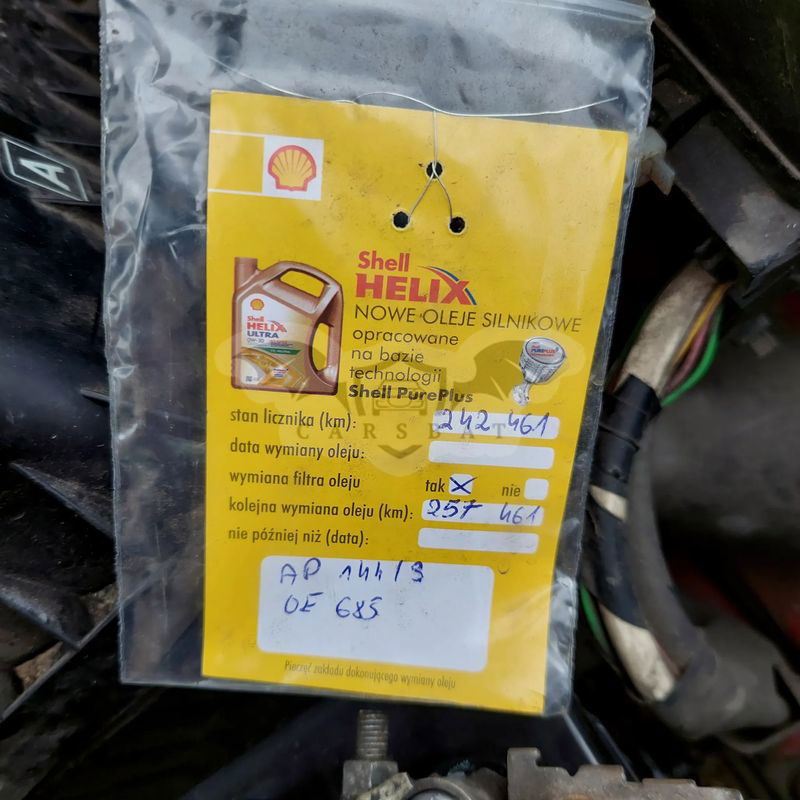 A
Shell
HELIX
NOWE OLEJE SILNIKOWE
opracowane
na bazie
technologii
Shell PurePlus
Shell
HELIX
ULTRA
0W-30
PUREPLUS
CARSBAT
stan licznika (km): 242 461
data wymiany oleju:
wymiana filtra oleju tak X nie
kolejna wymiana oleju (km): 257 461
nie później niż (data):
AP 144/3
OE 685
Pieczęć zakładu dokonującego wymiany oleju